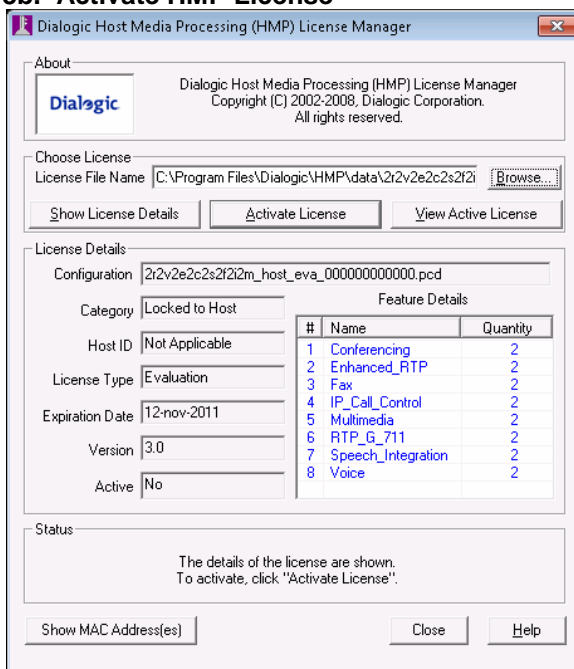 Activate HMP License
Dialogic Host Media Processing (HMP) License Manager
About
Dialogic
Dialogic Host Media Processing (HMP) License Manager
Copyright (C) 2002-2008, Dialogic Corporation.
All rights reserved.
Choose License
License File Name C:\Program Files\Dialogic\HMP\data\2r2v2e2c2s2f2i Browse...
Show License Details Activate License View Active License
License Details
Configuration 2r2v2e2c2s2f2i2m_host_eva_000000000000.pcd
Category Locked to Host
Host ID Not Applicable
License Type Evaluation
Expiration Date 12-nov-2011
Version 3.0
Active No
Feature Details
# Name Quantity
1 Conferencing 2
2 Enhanced_RTP 2
3 Fax 2
4 IP_Call_Control 2
5 Multimedia 2
6 RTP_G_711 2
7 Speech_Integration 2
8 Voice 2
Status
The details of the license are shown.
To activate, click "Activate License".
Show MAC Address(es) Close Help